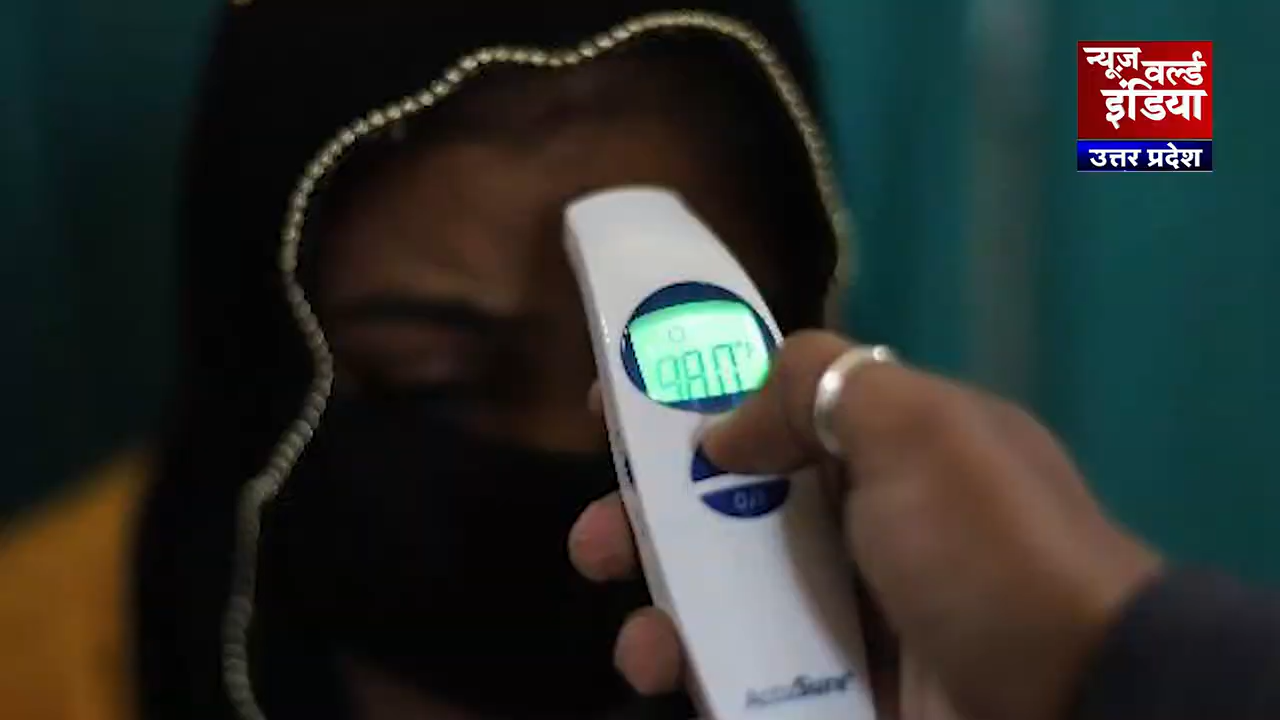 न्यूज़
वर्ल्ड
इंडिया
उत्तर प्रदेश
98.0°F
AccuSure